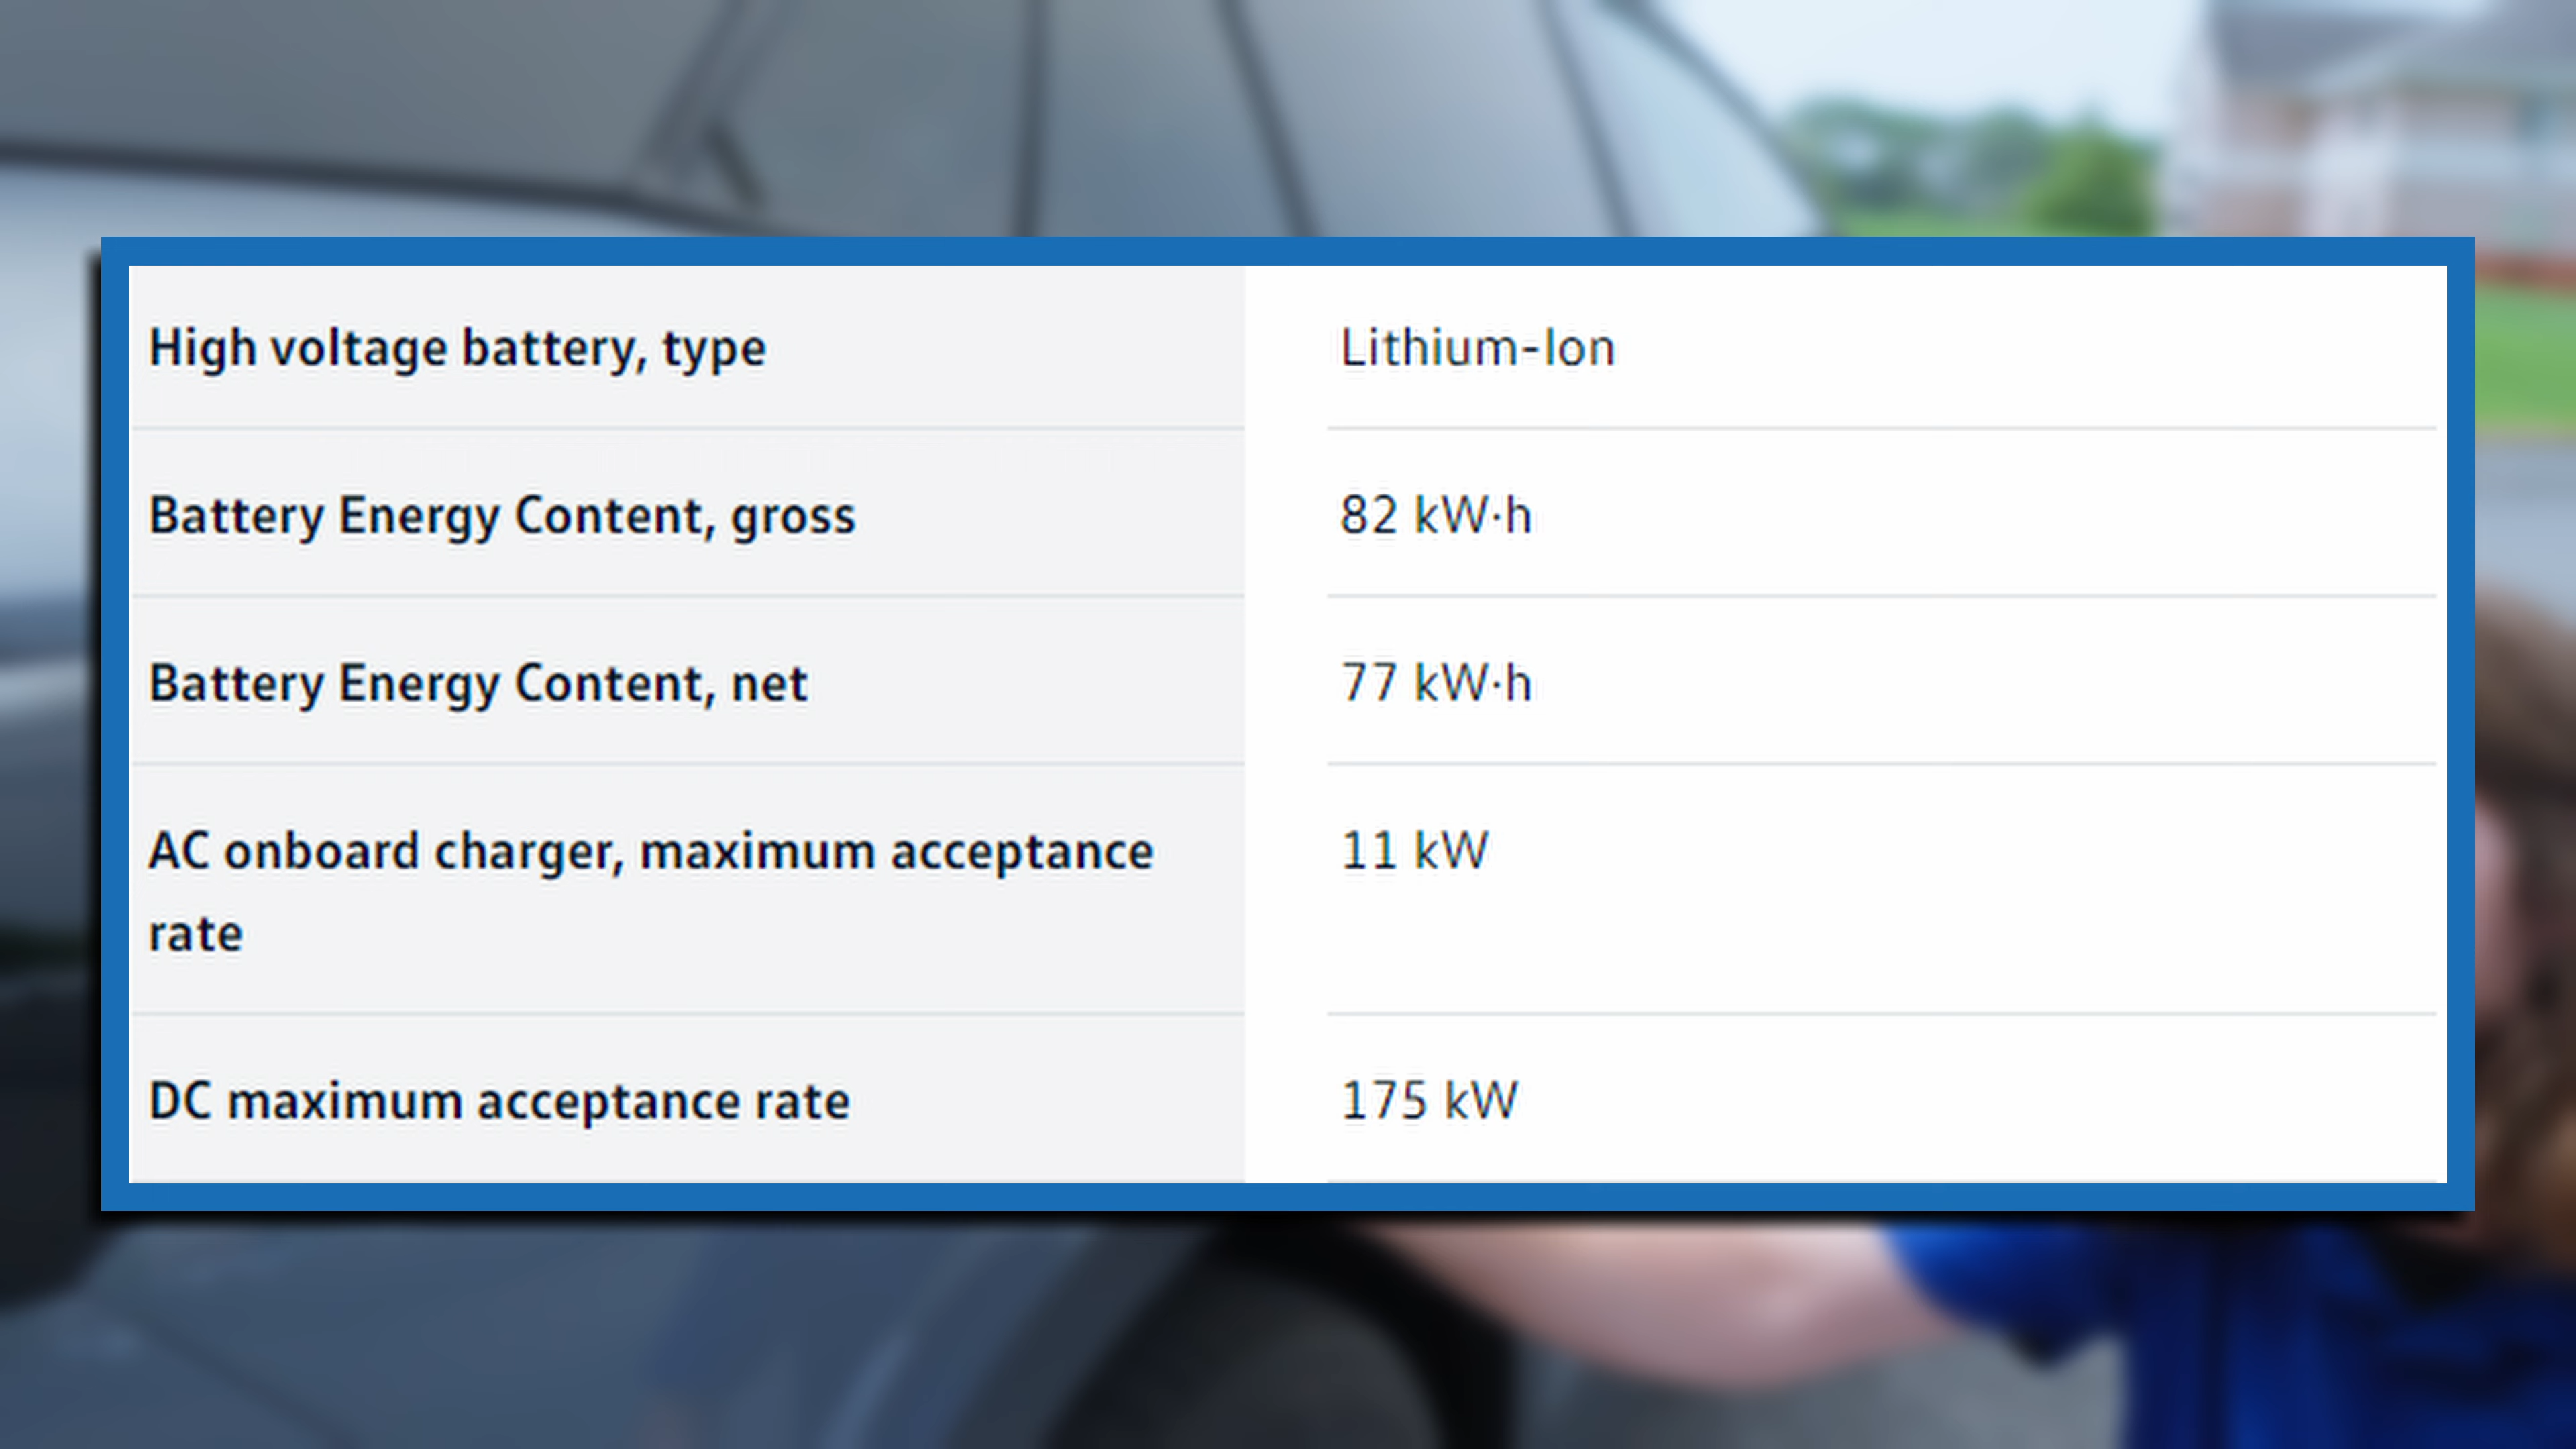 High voltage battery, type
Lithium-Ion
Battery Energy Content, gross
82 kW·h
Battery Energy Content, net
77 kW·h
AC onboard charger, maximum acceptance
rate
11 kW
DC maximum acceptance rate
175 kW